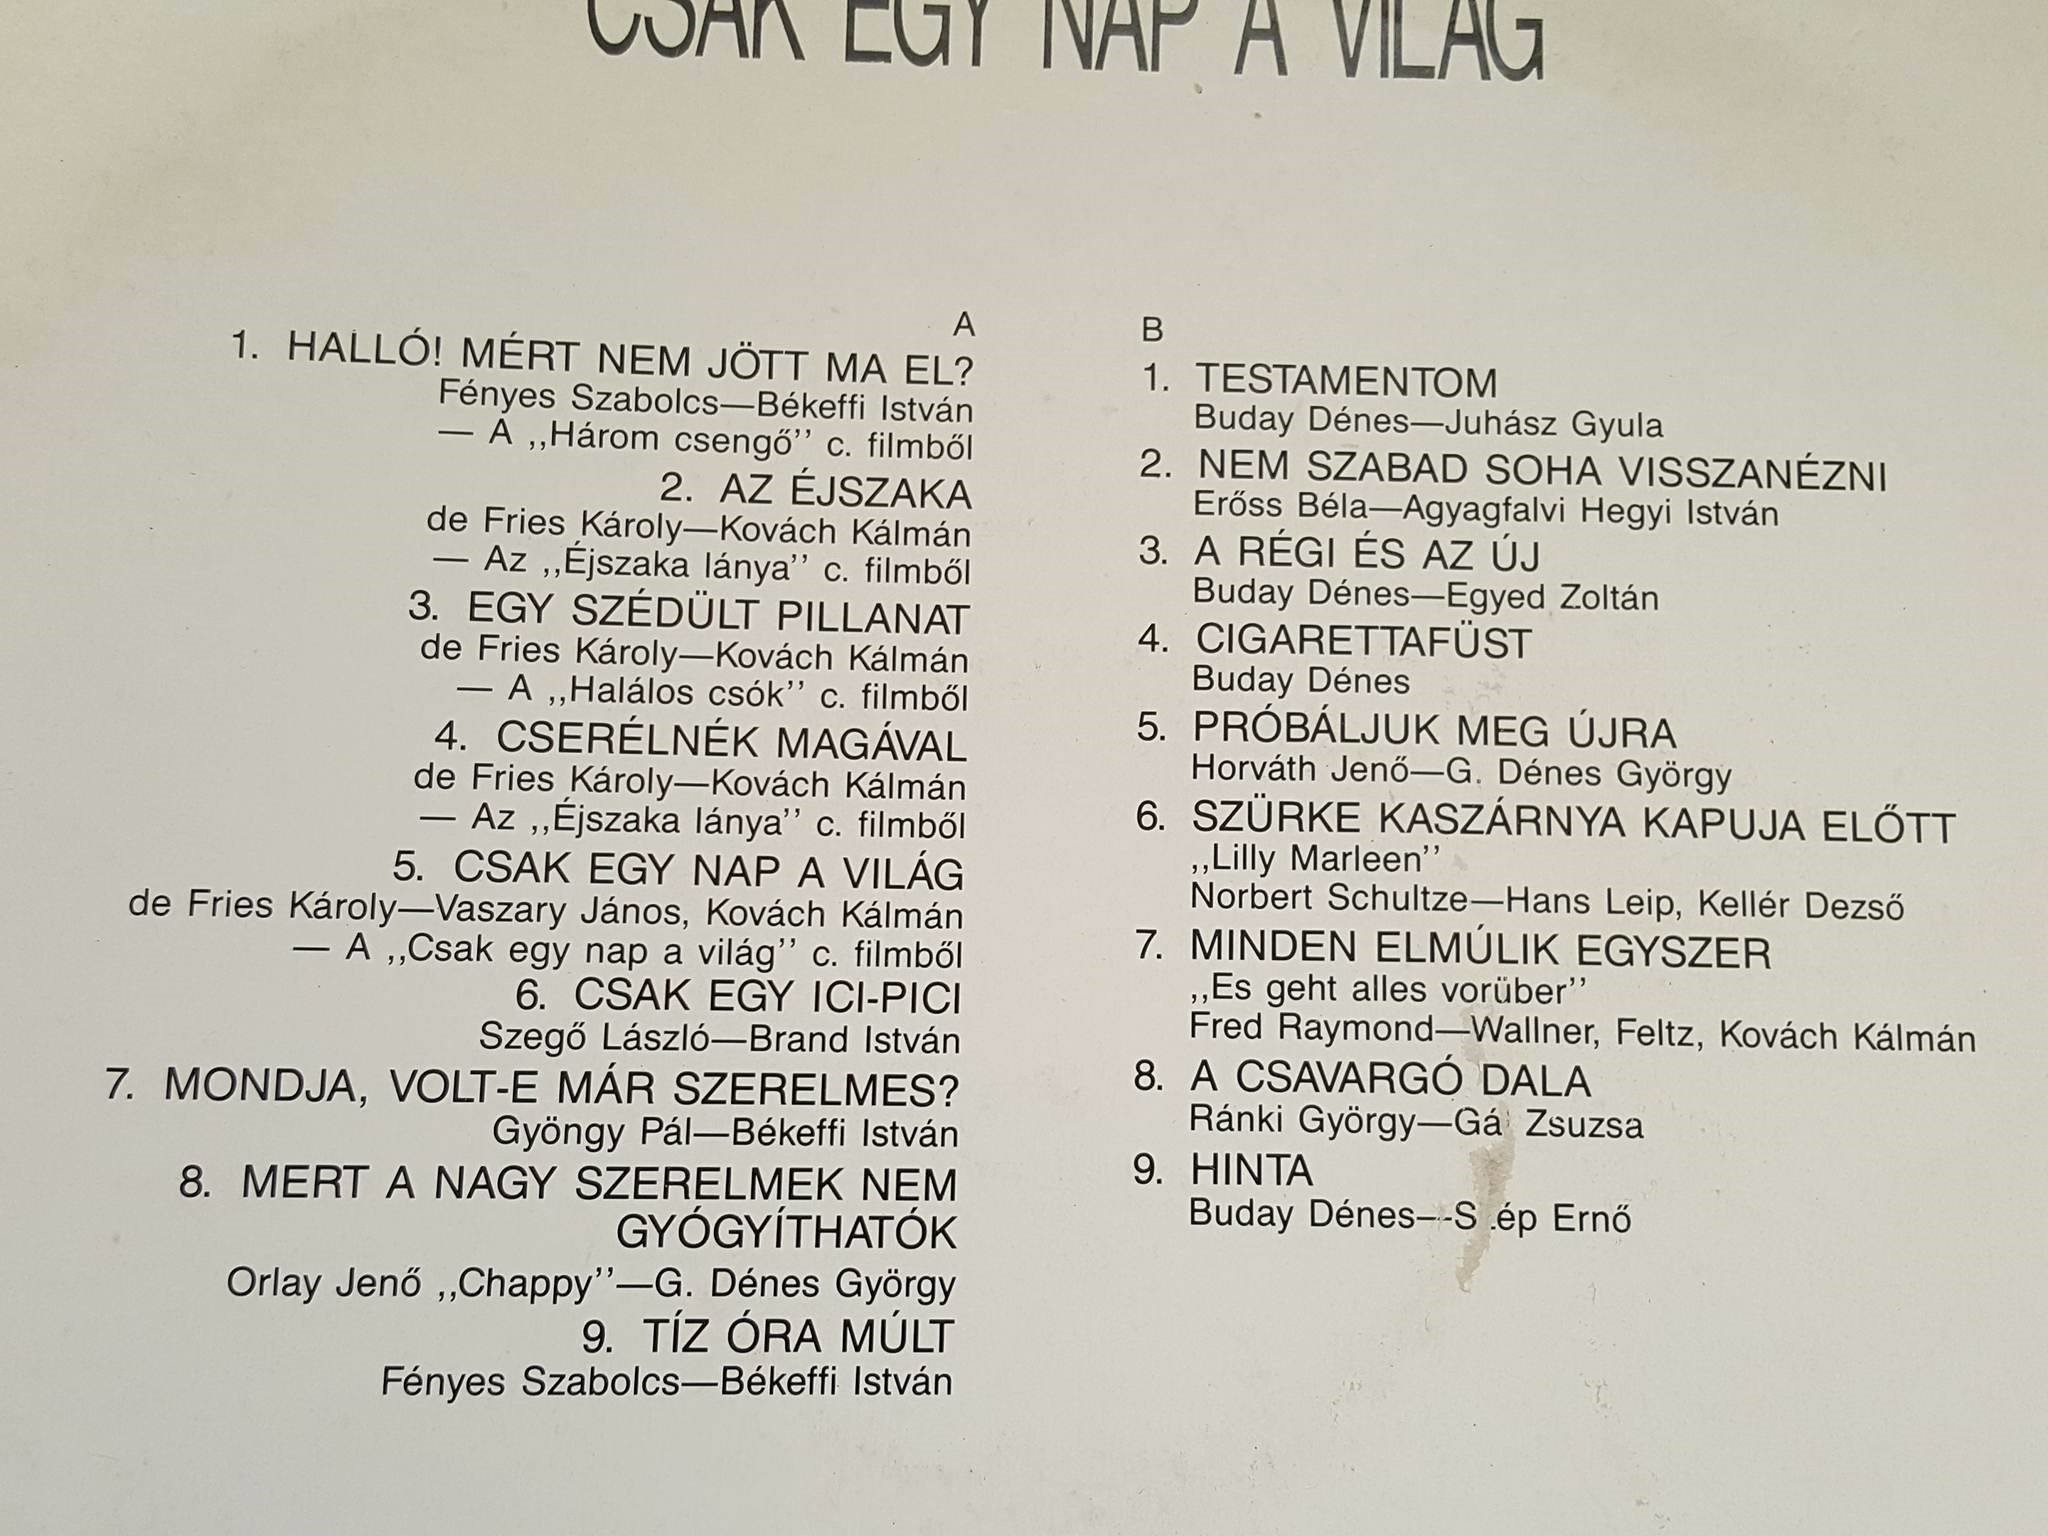 CSAK EGY NAP A VILÁG
A
1. HALLÓ! MÉRT NEM JÖTT MA EL?
Fényes Szabolcs—Békeffi István
— A ,,Három csengő'' c. filmből
2. AZ ÉJSZAKA
de Fries Károly—Kovách Kálmán
— Az ,,Éjszaka lánya'' c. filmből
3. EGY SZÉDÜLT PILLANAT
de Fries Károly—Kovách Kálmán
— A ,,Halálos csók'' c. filmből
4. CSERÉLNÉK MAGÁVAL
de Fries Károly—Kovách Kálmán
— Az ,,Éjszaka lánya'' c. filmből
5. CSAK EGY NAP A VILÁG
de Fries Károly—Vaszary János, Kovách Kálmán
— A ,,Csak egy nap a világ'' c. filmből
6. CSAK EGY ICI-PICI
Szegő László—Brand István
7. MONDJA, VOLT-E MÁR SZERELMES?
Gyöngy Pál—Békeffi István
8. MERT A NAGY SZERELMEK NEM
GYÓGYÍTHATÓK
Orlay Jenő ,,Chappy''—G. Dénes György
9. TÍZ ÓRA MÚLT
Fényes Szabolcs—Békeffi István
B
1. TESTAMENTOM
Buday Dénes—Juhász Gyula
2. NEM SZABAD SOHA VISSZANÉZNI
Erőss Béla—Agyagfalvi Hegyi István
3. A RÉGI ÉS AZ ÚJ
Buday Dénes—Egyed Zoltán
4. CIGARETTAFÜST
Buday Dénes
5. PRÓBÁLJUK MEG ÚJRA
Horváth Jenő—G. Dénes György
6. SZÜRKE KASZÁRNYA KAPUJA ELŐTT
,,Lilly Marleen''
Norbert Schultze—Hans Leip, Kellér Dezső
7. MINDEN ELMÚLIK EGYSZER
,,Es geht alles vorüber''
Fred Raymond—Wallner, Feltz, Kovách Kálmán
8. A CSAVARGÓ DALA
Ránki György— Zsuzsa
9. HINTA
Buday Dénes— Ernő